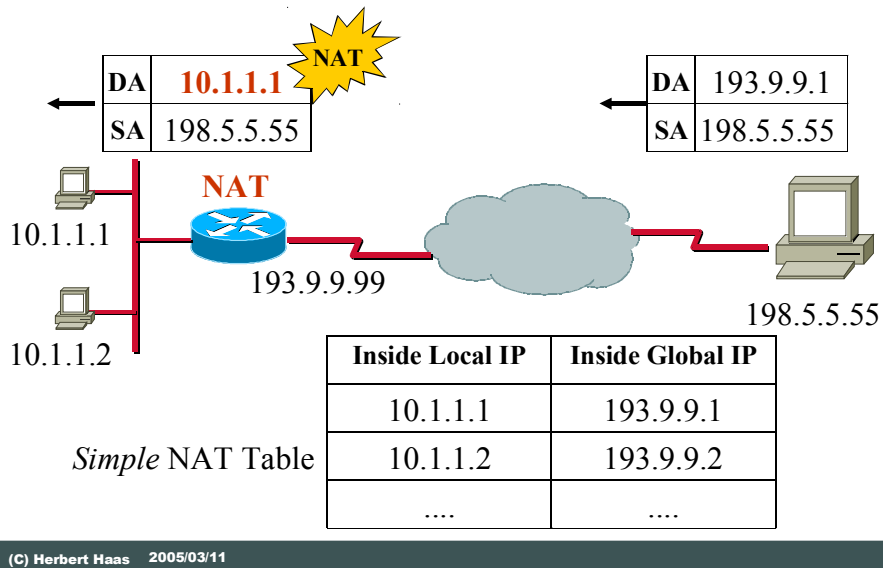 NAT
DA 10.1.1.1
SA 198.5.5.55
DA 193.9.9.1
SA 198.5.5.55
NAT
10.1.1.1
193.9.9.99
198.5.5.55
10.1.1.2
Inside Local IP Inside Global IP
10.1.1.1 193.9.9.1
Simple NAT Table 10.1.1.2 193.9.9.2
.... ....
(C) Herbert Haas 2005/03/11